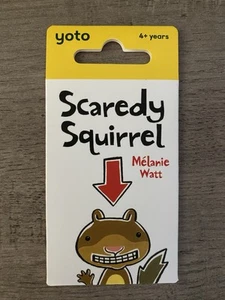 yoto
4+ years
Scaredy
Squirrel
Mélanie
Watt